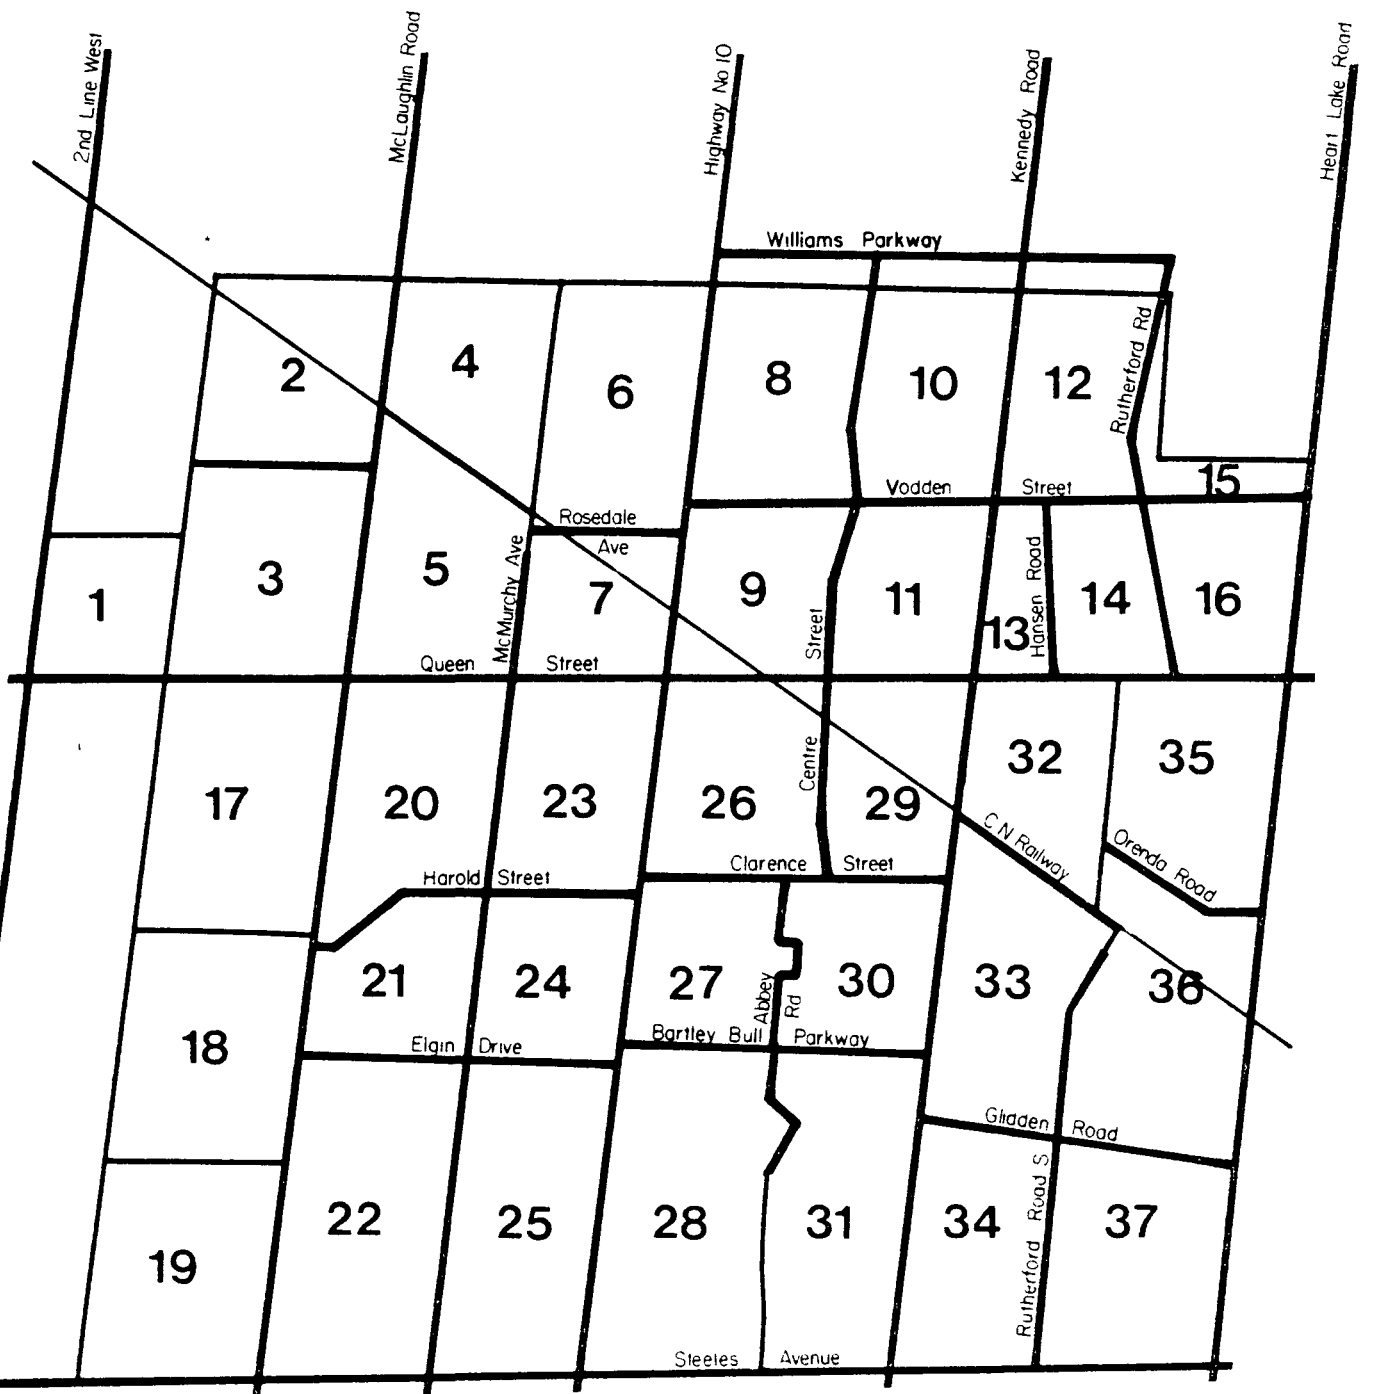 2nd Line West
McLaughlin Road
Highway No 10
Kennedy Road
Heart Lake Road
Williams Parkway
2
4
6
8
10
12
Rutherford Rd
15
Vodden Street
Rosedale
Ave
1
3
5
McMurchy Ave
7
9
Street
11
13
Hansen Road
14
16
Queen Street
17
20
23
26
Centre
29
32
35
C N Railway
Orenda Road
Clarence Street
Harold Street
18
21
24
27
Abbey
Rd
30
33
36
Elgin Drive
Bartley Bull Parkway
Glidden Road
19
22
25
28
31
34
Rutherford Road S
37
Steeles Avenue